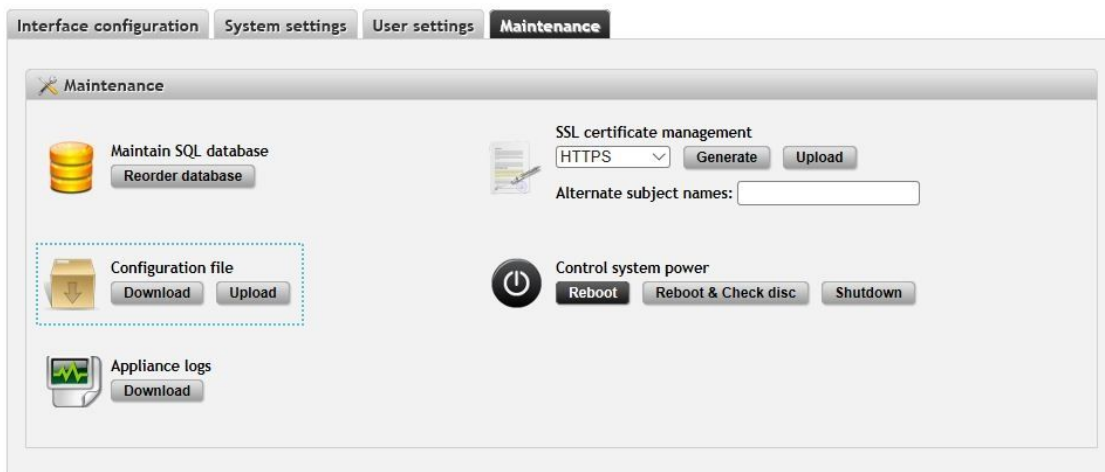 Interface configuration System settings User settings Maintenance
Maintenance
Maintain SQL database
Reorder database
SSL certificate management
HTTPS Generate Upload
Alternate subject names:
Configuration file
Download Upload
Control system power
Reboot Reboot & Check disc Shutdown
Appliance logs
Download